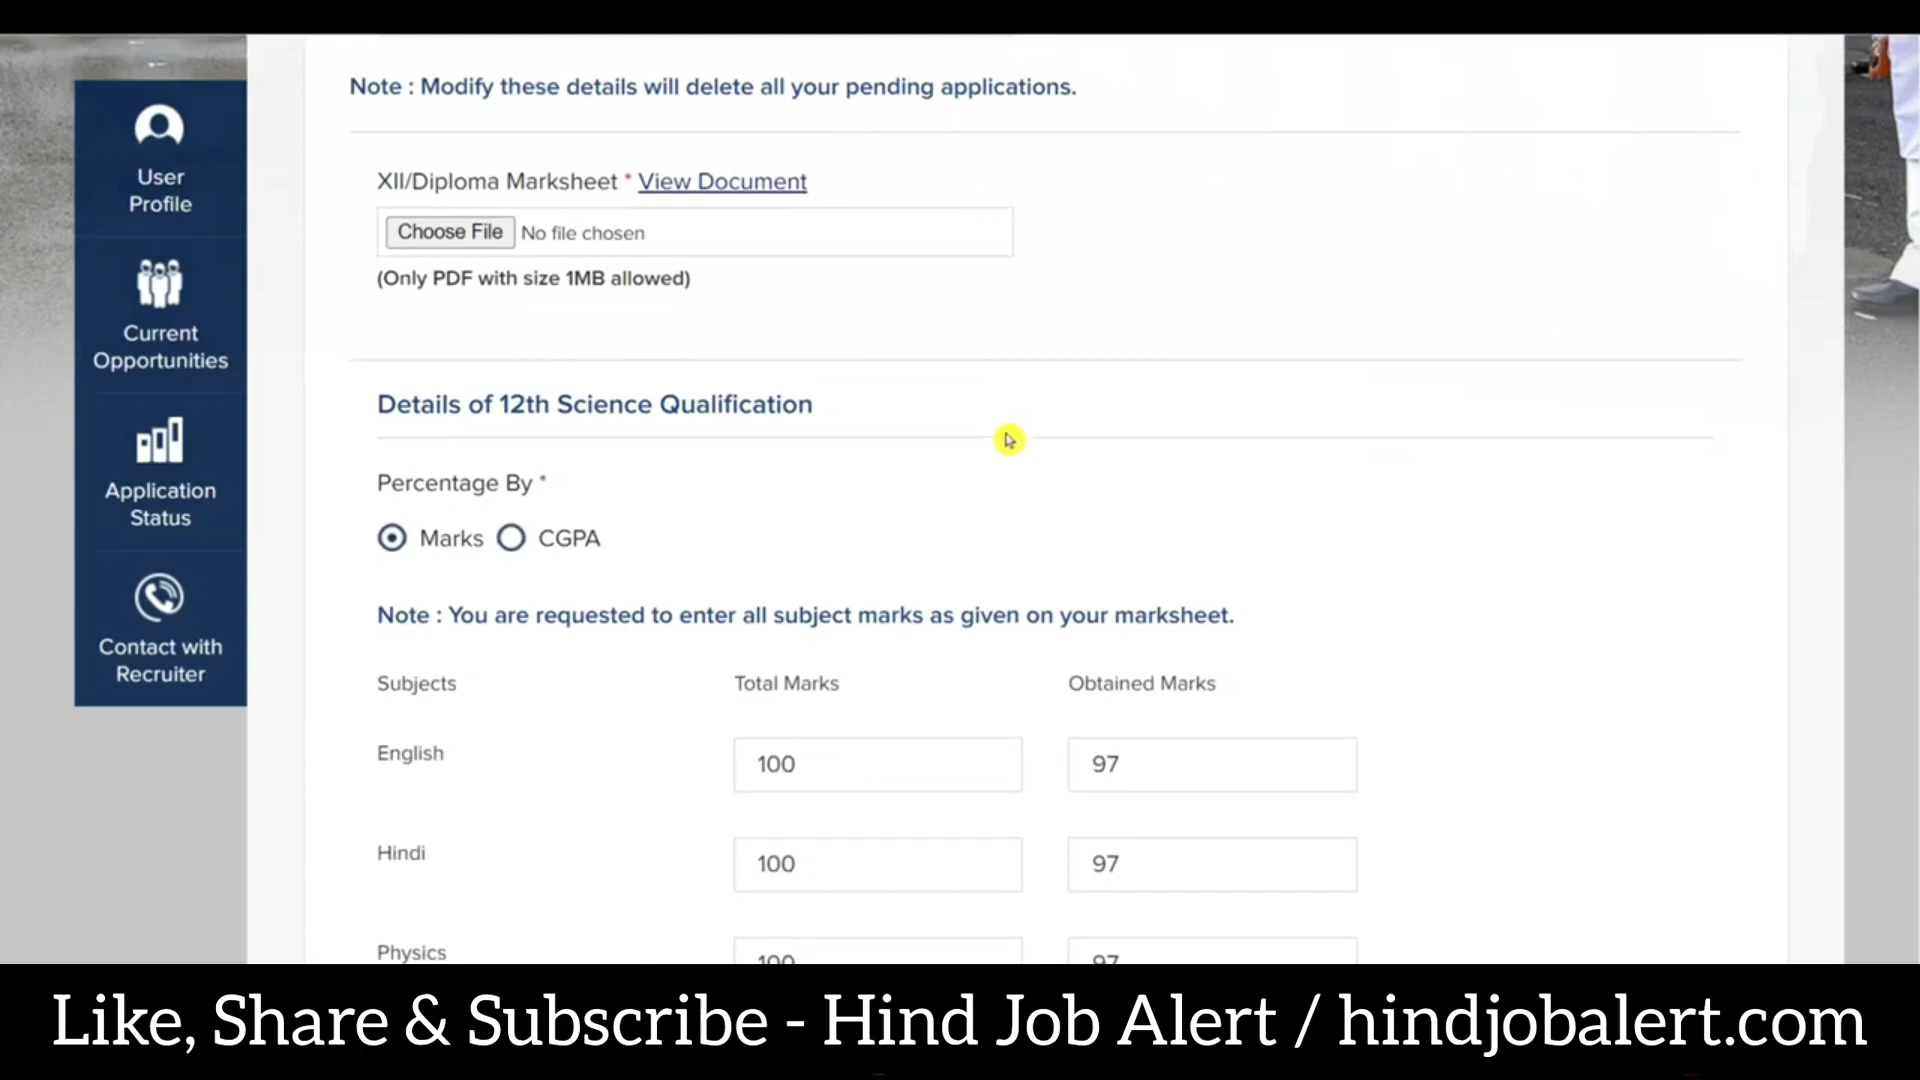 Note : Modify these details will delete all your pending applications.
User
Profile
XII/Diploma Marksheet * View Document
Choose File No file chosen
(Only PDF with size 1MB allowed)
Current
Opportunities
Details of 12th Science Qualification
Percentage By *
Application
Status
Marks CGPA
Note : You are requested to enter all subject marks as given on your marksheet.
Contact with
Recruiter
Subjects Total Marks Obtained Marks
English 100 97
Hindi 100 97
Physics 100 97
Like, Share & Subscribe - Hind Job Alert / hindjobalert.com